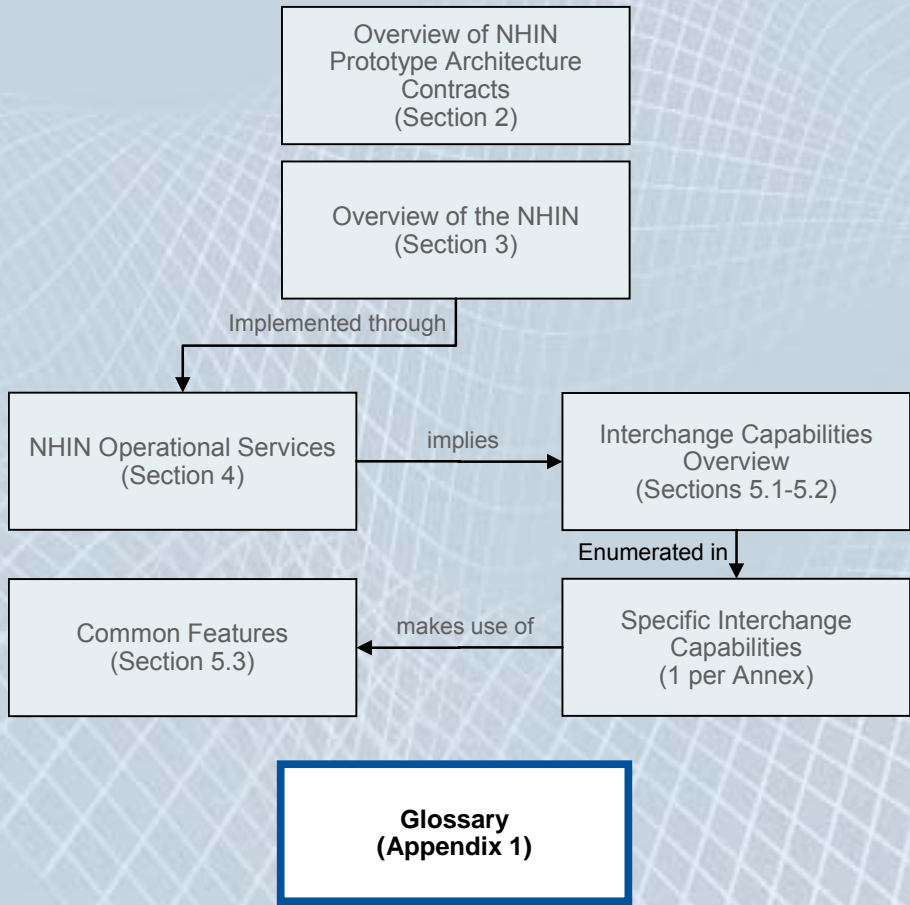 Overview of NHIN
Prototype Architecture
Contracts
(Section 2)
Overview of the NHIN
(Section 3)
Implemented through
NHIN Operational Services
(Section 4)
implies
Interchange Capabilities
Overview
(Sections 5.1-5.2)
Enumerated in
Common Features
(Section 5.3)
makes use of
Specific Interchange
Capabilities
(1 per Annex)
Glossary
(Appendix 1)